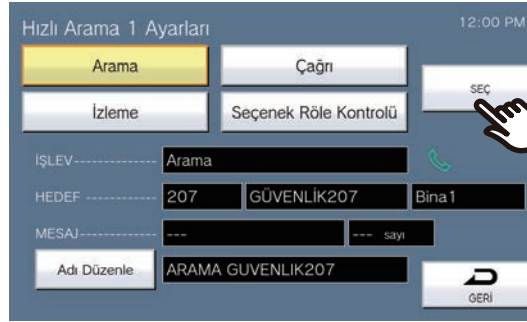 Hızlı Arama 1 Ayarları 12:00 PM
Arama Çağrı SEÇ
İzleme Seçenek Röle Kontrolü
İŞLEV-------------- Arama
HEDEF ------------ 207 GÜVENLİK207 Bina1
MESAJ------------- --- --- sayı
Adı Düzenle ARAMA GUVENLIK207
GERİ